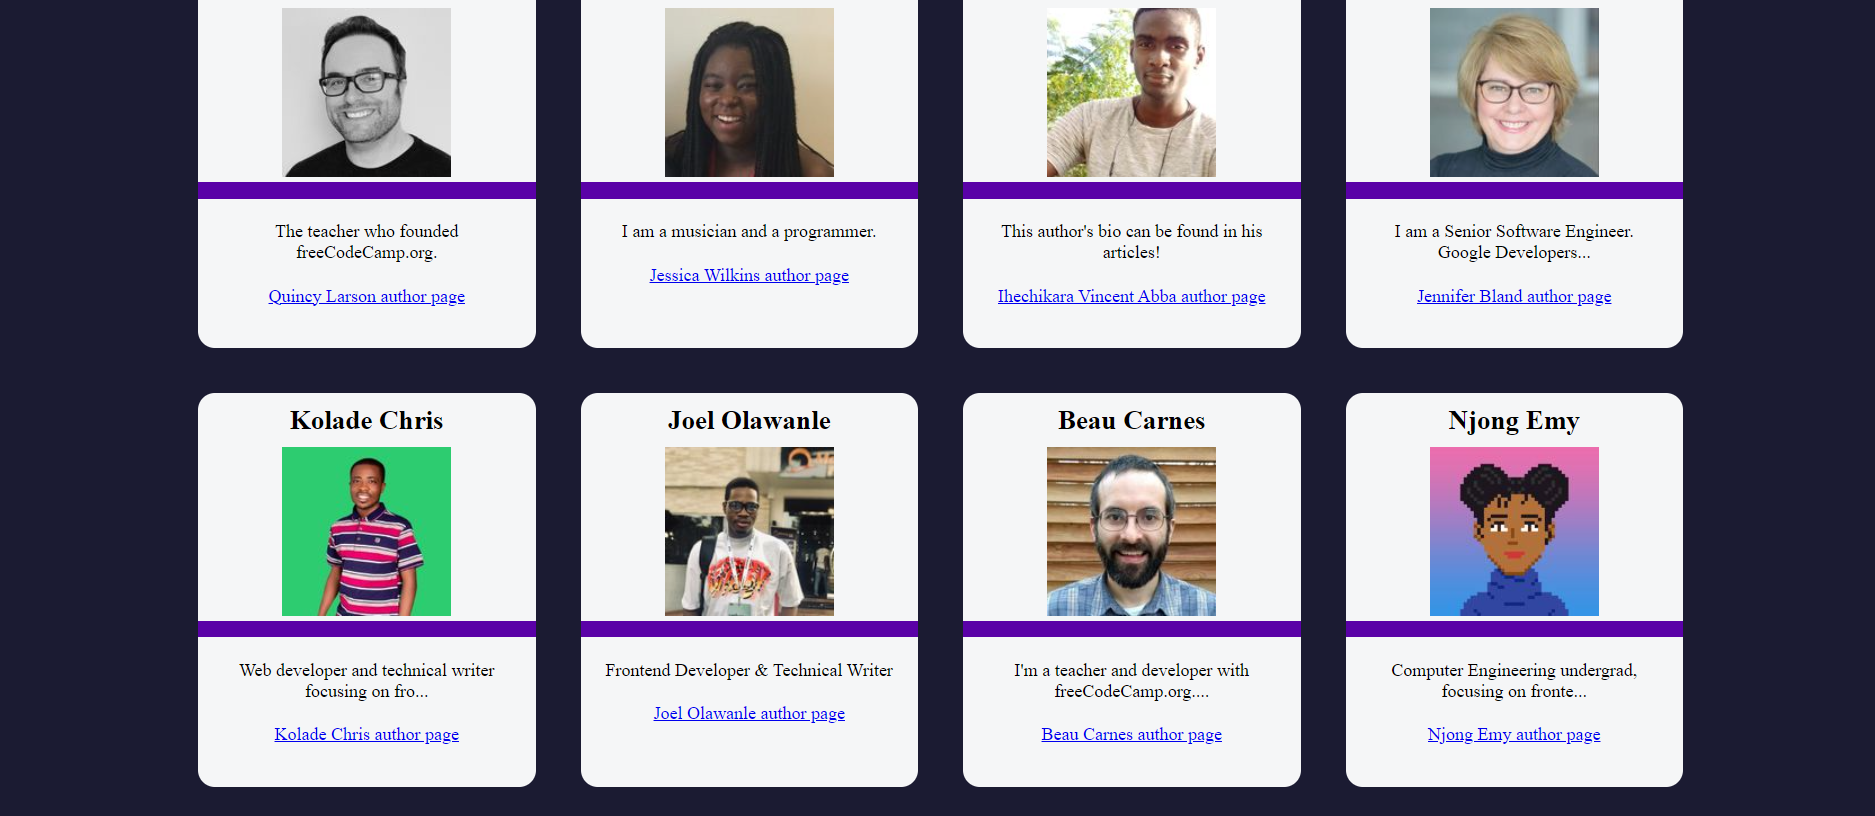 The teacher who founded
freeCodeCamp.org.
Quincy Larson author page
I am a musician and a programmer.
Jessica Wilkins author page
This author's bio can be found in his
articles!
Ihechikara Vincent Abba author page
I am a Senior Software Engineer.
Google Developers...
Jennifer Bland author page
Kolade Chris
Web developer and technical writer
focusing on fro...
Kolade Chris author page
Joel Olawanle
Frontend Developer & Technical Writer
Joel Olawanle author page
Beau Carnes
I'm a teacher and developer with
freeCodeCamp.org....
Beau Carnes author page
Njong Emy
Computer Engineering undergrad,
focusing on fronte...
Njong Emy author page